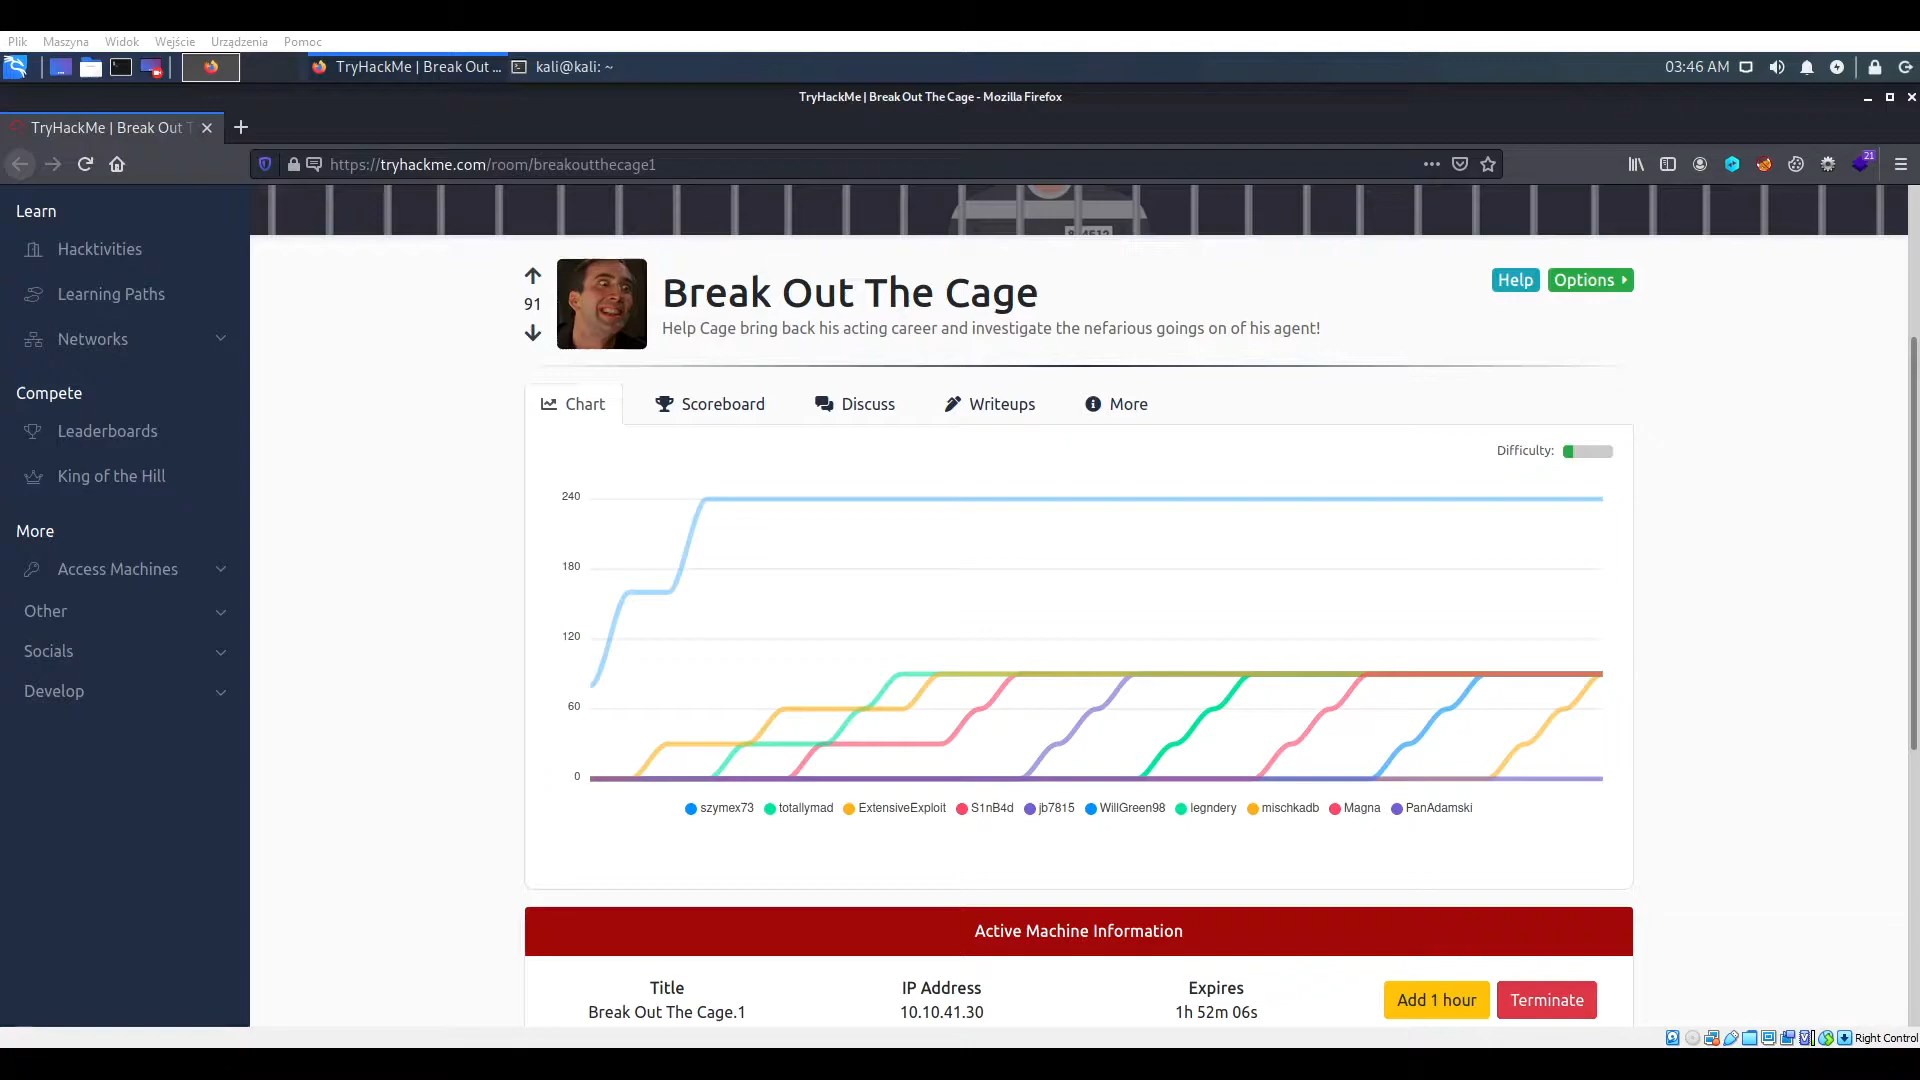 Plik Maszyna Widok Wejście Urządzenia Pomoc
TryHackMe | Break Out ... kali@kali: ~ 03:46 AM
TryHackMe | Break Out The Cage - Mozilla Firefox
TryHackMe | Break Out T
https://tryhackme.com/room/breakoutthecage1
21
Learn
Hacktivities
Learning Paths
Networks
Compete
Leaderboards
King of the Hill
More
Access Machines
Other
Socials
Develop
91
Break Out The Cage
Help Cage bring back his acting career and investigate the nefarious goings on of his agent!
Help Options
Chart Scoreboard Discuss Writeups More
Difficulty:
240
180
120
60
0
szymex73 totallymad ExtensiveExploit S1nB4d jb7815 WillGreen98 legndery mischkadb Magna PanAdamski
Active Machine Information
Title IP Address Expires
Break Out The Cage.1 10.10.41.30 1h 52m 06s
Add 1 hour Terminate
Right Control